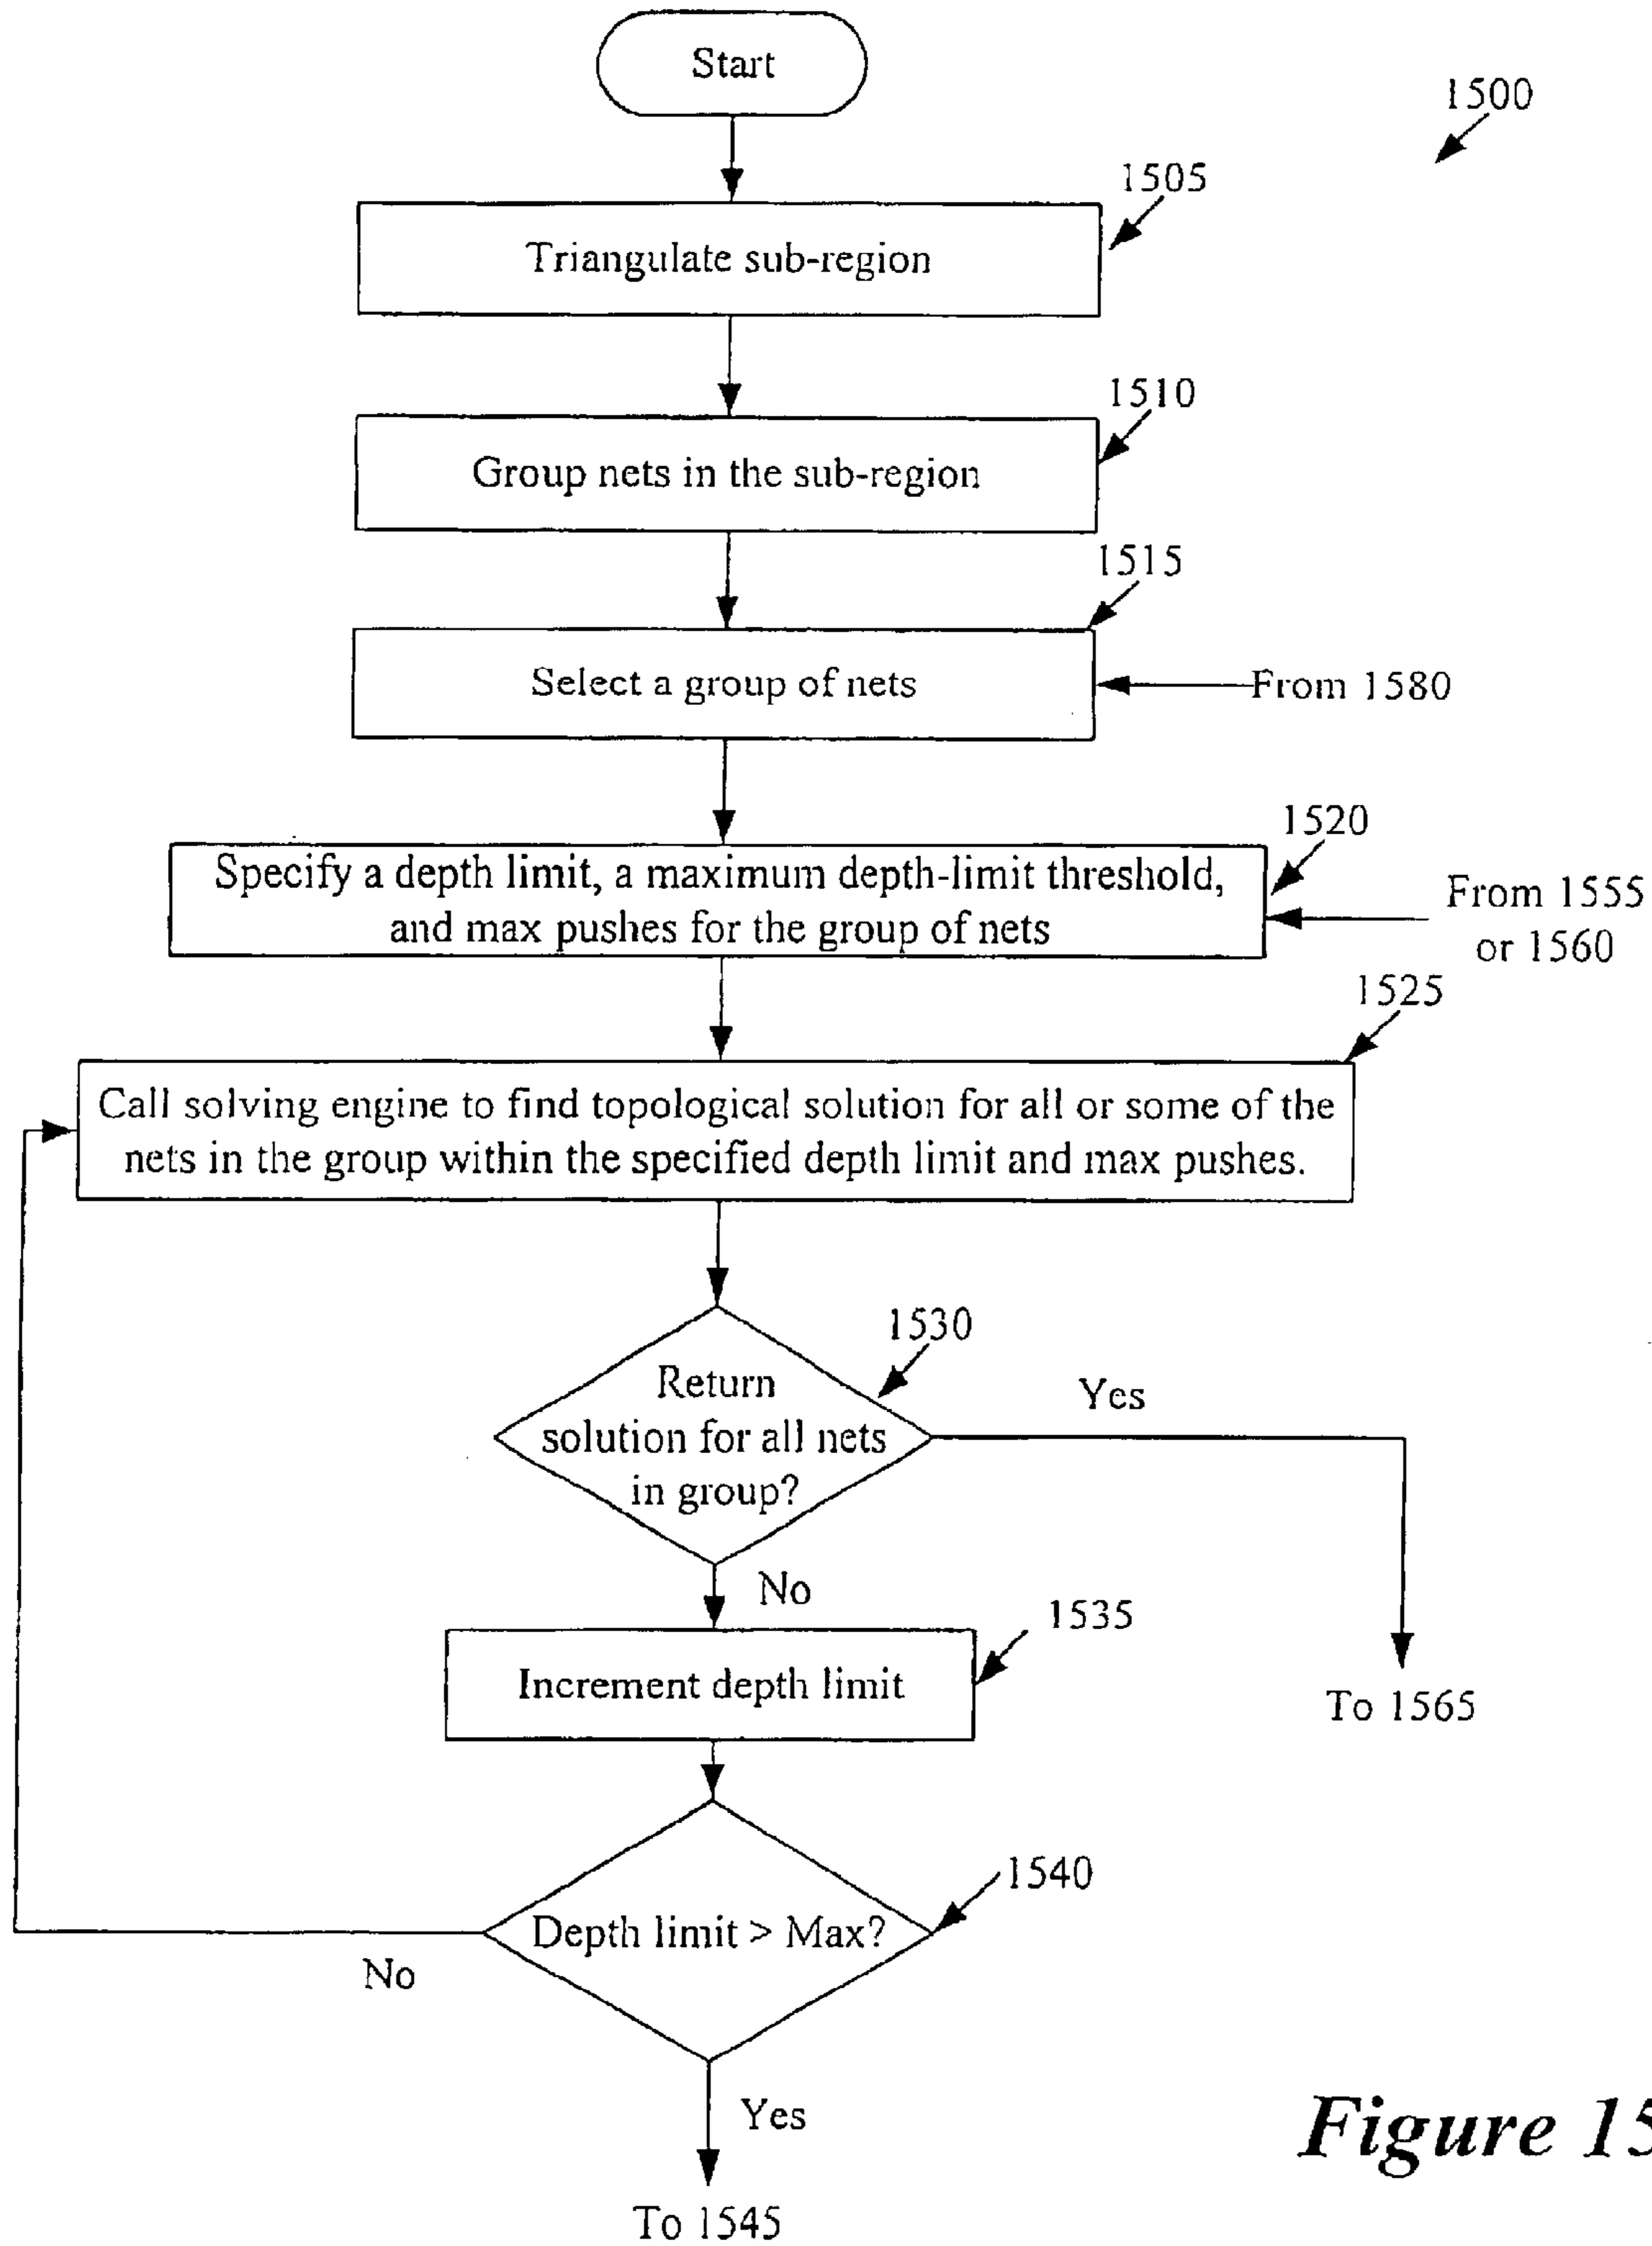 Start
1500
1505
Triangulate sub-region
1510
Group nets in the sub-region
1515
Select a group of nets
From 1580
1520
Specify a depth limit, a maximum depth-limit threshold,
and max pushes for the group of nets
From 1555
or 1560
1525
Call solving engine to find topological solution for all or some of the
nets in the group within the specified depth limit and max pushes.
1530
Return
solution for all nets
in group?
Yes
No
1535
Increment depth limit
To 1565
1540
Depth limit > Max?
No
Yes
To 1545
Figure 15